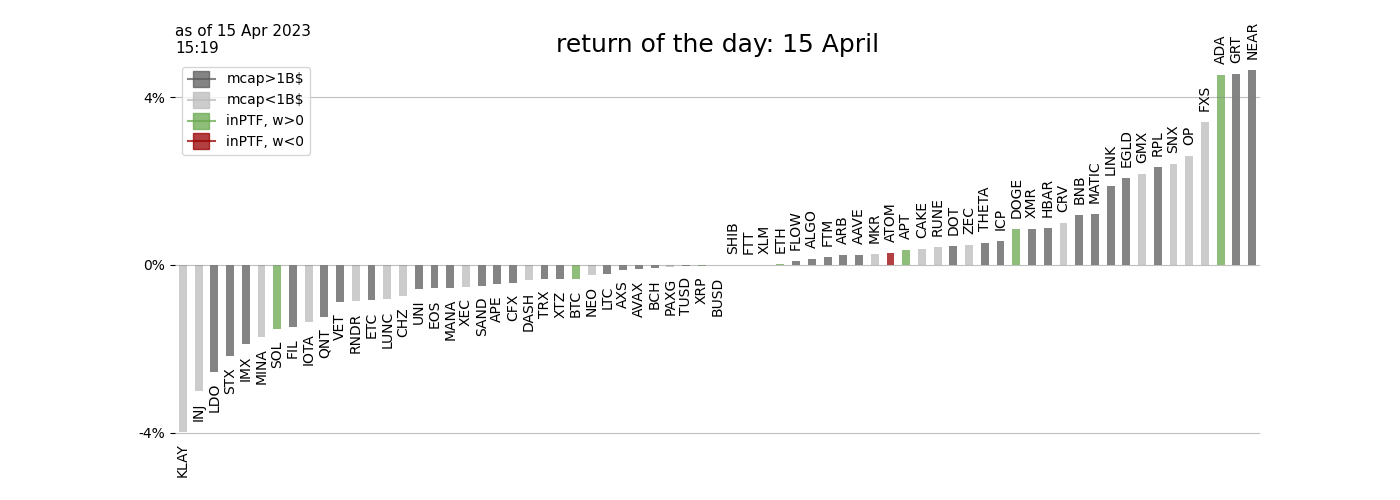 as of 15 Apr 2023
15:19
return of the day: 15 April
mcap>1B$
mcap<1B$
inPTF, w>0
inPTF, w<0
4%
0%
-4%
KLAY
INJ
LDO
STX
IMX
MINA
SOL
FIL
IOTA
QNT
VET
RNDR
ETC
LUNC
CHZ
UNI
EOS
MANA
XEC
SAND
APE
CFX
DASH
TRX
XTZ
BTC
NEO
LTC
AXS
AVAX
BCH
PAXG
TUSD
XRP
BUSD
SHIB
FTT
XLM
ETH
FLOW
ALGO
FTM
ARB
AAVE
MKR
ATOM
APT
CAKE
RUNE
DOT
ZEC
THETA
ICP
DOGE
XMR
HBAR
CRV
BNB
MATIC
LINK
EGLD
GMX
RPL
SNX
OP
FXS
ADA
GRT
NEAR